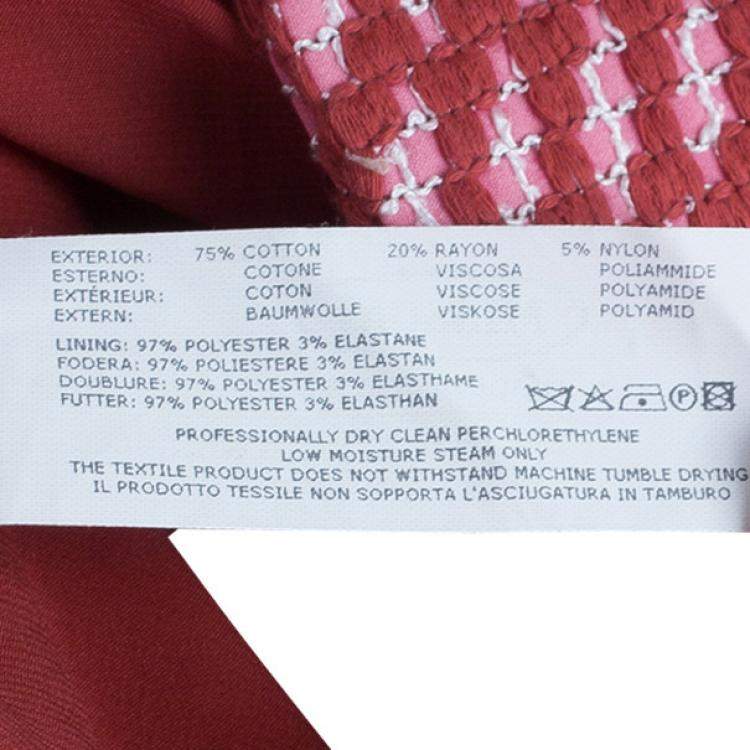 EXTERIOR: 75% COTTON 20% RAYON 5% NYLON
ESTERNO: COTONE VISCOSA POLIAMMIDE
EXTÉRIEUR: COTON VISCOSE POLYAMIDE
EXTERN: BAUMWOLLE VISKOSE POLYAMID
LINING: 97% POLYESTER 3% ELASTANE
FODERA: 97% POLIESTERE 3% ELASTAN
DOUBLURE: 97% POLYESTER 3% ELASTHAME
FUTTER: 97% POLYESTER 3% ELASTHAN
P
PROFESSIONALLY DRY CLEAN PERCHLORETHYLENE
LOW MOISTURE STEAM ONLY
THE TEXTILE PRODUCT DOES NOT WITHSTAND MACHINE TUMBLE DRYING
IL PRODOTTO TESSILE NON SOPPORTA L'ASCIUGATURA IN TAMBURO